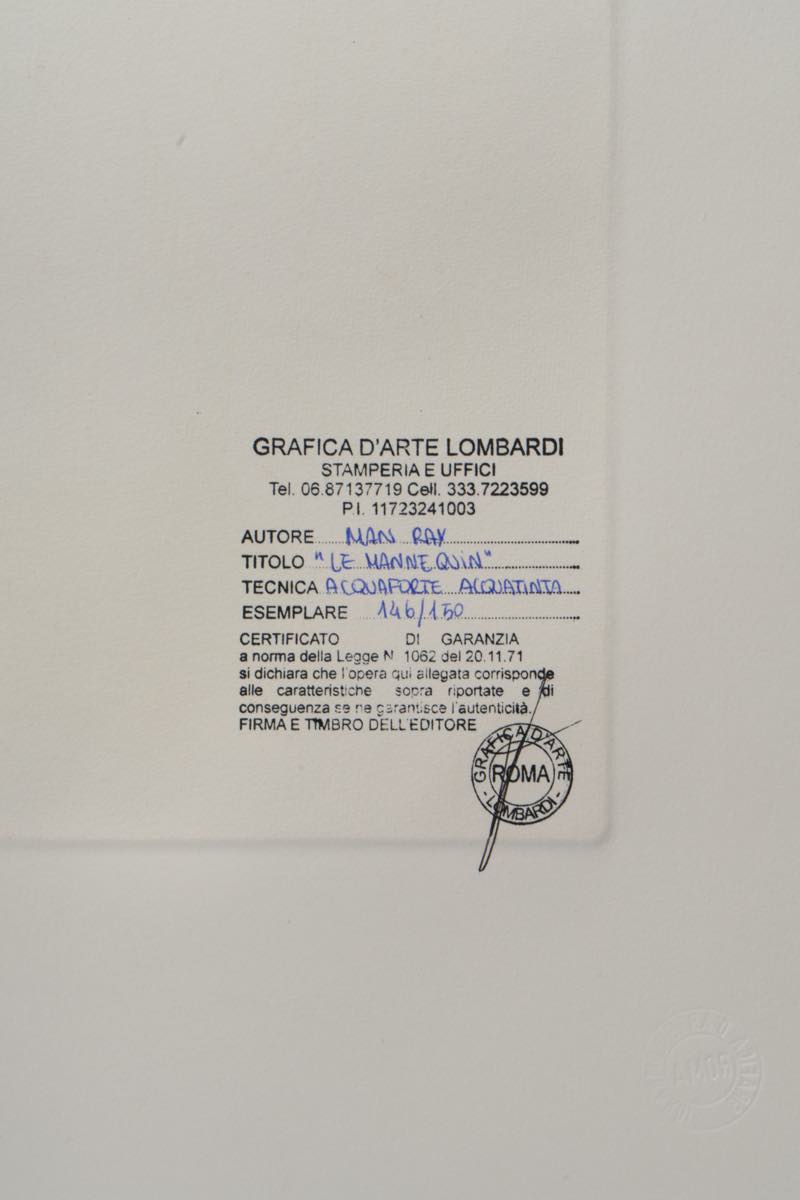 GRAFICA D'ARTE LOMBARDI
STAMPERIA E UFFICI
Tel. 06.87137719 Cell. 333.7223599
P.I. 11723241003
AUTORE MAN RAY
TITOLO "LE MANNEQUIN"
TECNICA ACQUAFORTE ACQUATINTA
ESEMPLARE 146/150
CERTIFICATO DI GARANZIA
a norma della Legge N 1062 del 20.11.71
si dichiara che l'opera qui allegata corrisponde
alle caratteristiche sopra riportate e di
conseguenza se ne garantisce l'autenticità.
FIRMA E TIMBRO DELL'EDITORE
GRAFICA D'ARTE
ROMA
- LOMBARDI -